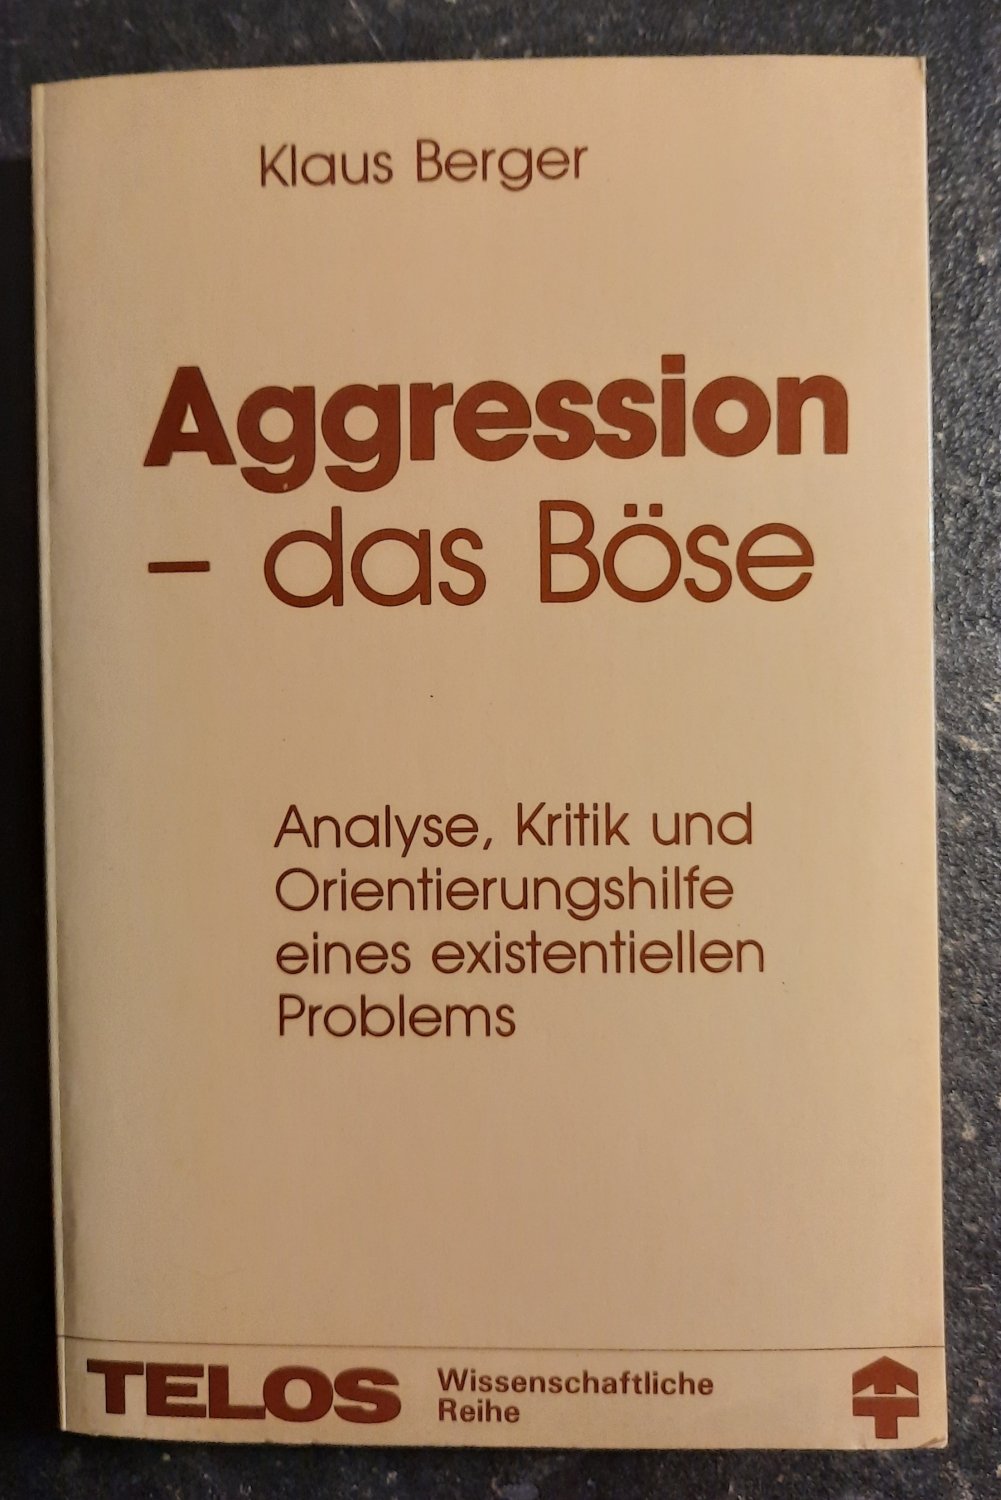 Klaus Berger
Aggression
– das Böse
Analyse, Kritik und
Orientierungshilfe
eines existentiellen
Problems
TELOS
Wissenschaftliche
Reihe